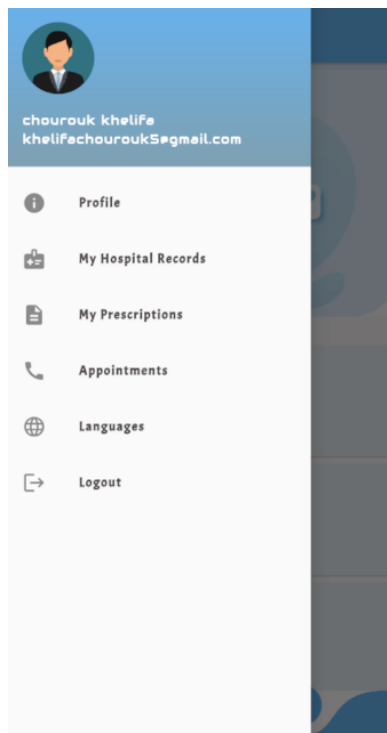 chourouk khelifa
khelifachourouk5@gmail.com
Profile
My Hospital Records
My Prescriptions
Appointments
Languages
Logout